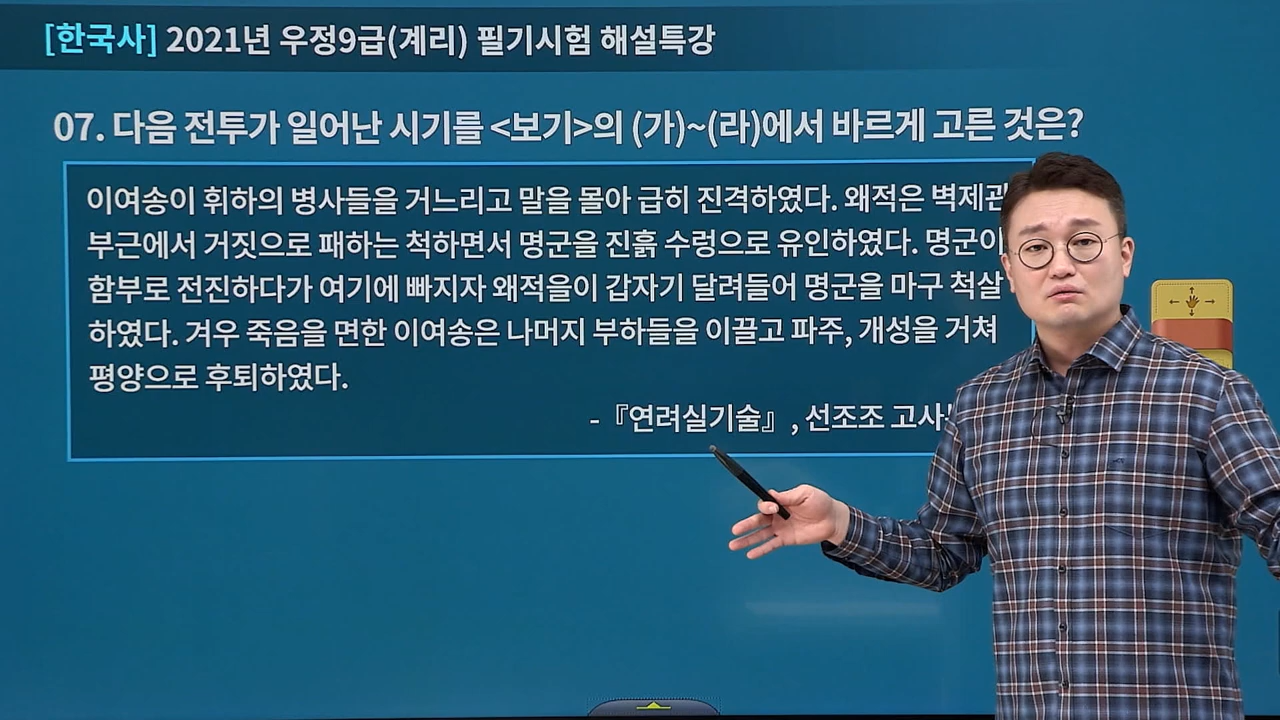 [한국사] 2021년 우정9급(계리) 필기시험 해설특강
07. 다음 전투가 일어난 시기를 <보기>의 (가)~(라)에서 바르게 고른 것은?
이여송이 휘하의 병사들을 거느리고 말을 몰아 급히 진격하였다. 왜적은 벽제관
부근에서 거짓으로 패하는 척하면서 명군을 진흙 수렁으로 유인하였다. 명군이
함부로 전진하다가 여기에 빠지자 왜적을이 갑자기 달려들어 명군을 마구 척살
하였다. 겨우 죽음을 면한 이여송은 나머지 부하들을 이끌고 파주, 개성을 거쳐
평양으로 후퇴하였다.
-『연려실기술』, 선조조 고사